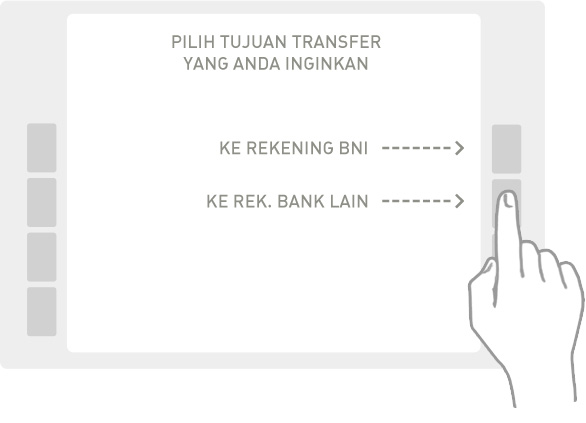 PILIH TUJUAN TRANSFER
YANG ANDA INGINKAN
KE REKENING BNI
KE REK. BANK LAIN